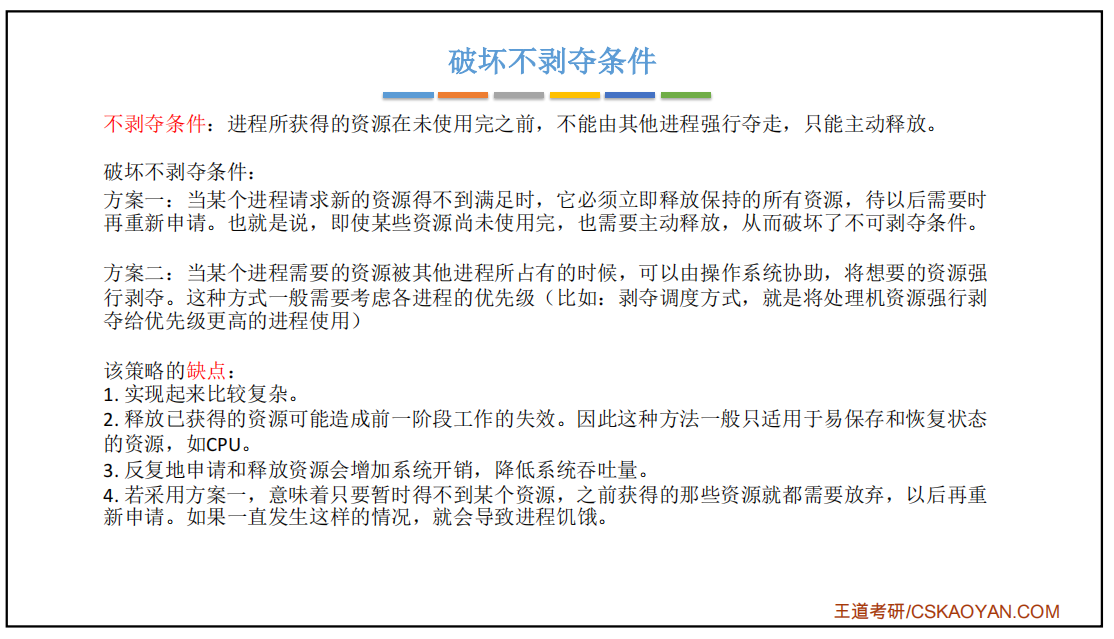 破坏不剥夺条件
不剥夺条件：进程所获得的资源在未使用完之前，不能由其他进程强行夺走，只能主动释放。
破坏不剥夺条件：
方案一：当某个进程请求新的资源得不到满足时，它必须立即释放保持的所有资源，待以后需要时
再重新申请。也就是说，即使某些资源尚未使用完，也需要主动释放，从而破坏了不可剥夺条件。
方案二：当某个进程需要的资源被其他进程所占有的时候，可以由操作系统协助，将想要的资源强
行剥夺。这种方式一般需要考虑各进程的优先级（比如：剥夺调度方式，就是将处理机资源强行剥
夺给优先级更高的进程使用）
该策略的缺点：
1. 实现起来比较复杂。
2. 释放已获得的资源可能造成前一阶段工作的失效。因此这种方法一般只适用于易保存和恢复状态
的资源，如CPU。
3. 反复地申请和释放资源会增加系统开销，降低系统吞吐量。
4. 若采用方案一，意味着只要暂时得不到某个资源，之前获得的那些资源就都需要放弃，以后再重
新申请。如果一直发生这样的情况，就会导致进程饥饿。
王道考研/CSKAOYAN.COM